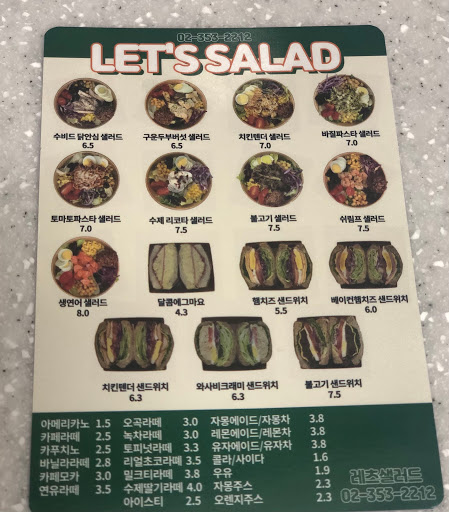 02-353-2212
LET'S SALAD
수비드 닭안심 샐러드 구운두부버섯 샐러드 치킨텐더 샐러드 바질파스타 샐러드
6.5 6.5 7.0 7.0
토마토파스타 샐러드 수제 리코타 샐러드 불고기 샐러드 쉬림프 샐러드
7.0 7.5 7.5 7.5
생연어 샐러드 달콤에그마요 햄치즈 샌드위치 베이컨햄치즈 샌드위치
8.0 4.3 5.5 6.0
치킨텐더 샌드위치 와사비크래미 샌드위치 불고기 샌드위치
6.3 6.3 7.5
아메리카노 1.5 오곡라떼 3.0 자몽에이드/자몽차 3.8
카페라떼 2.5 녹차라떼 3.0 레몬에이드/레몬차 3.8
카푸치노 2.5 토피넛라떼 3.3 유자에이드/유자차 3.8
바닐라라떼 2.8 리얼초코라떼 3.5 콜라/사이다 1.6
카페모카 3.0 밀크티라떼 3.8 우유 1.9
연유라떼 3.5 수제딸기라떼 4.0 자몽주스 2.3
아이스티 2.5 오렌지주스 2.3
레츠샐러드
02-353-2212